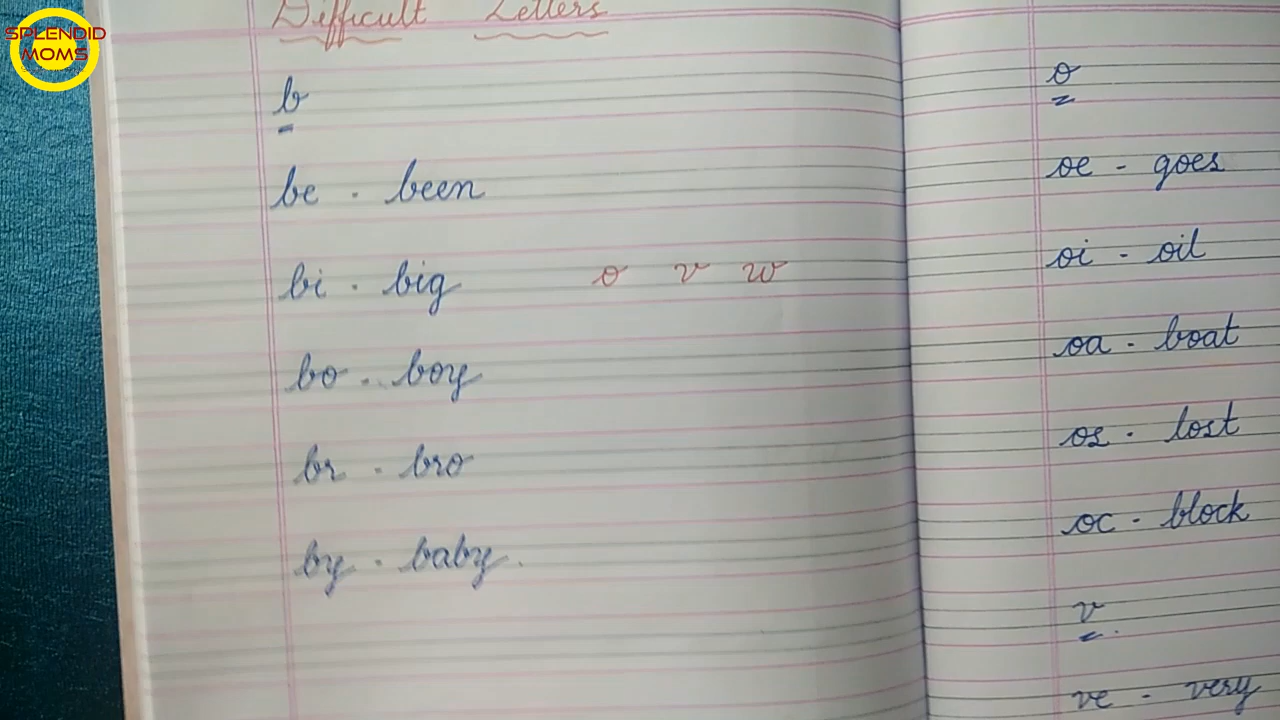 SPLENDID
MOMS
Difficult Letters
b
be - been
bi - big
o v w
bo - boy
br - bro
by - baby.
o
oe - goes
oi - oil
oa - boat
os - lost
oc - block
v
ve - very